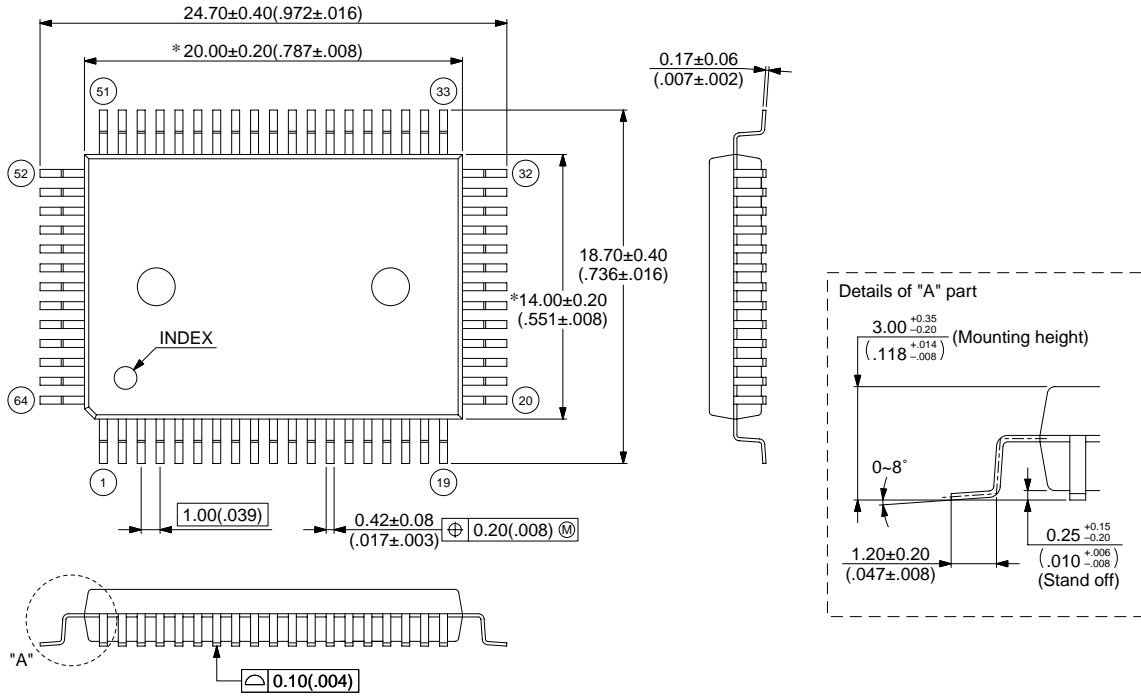 24.70±0.40(.972±.016)
*20.00±0.20(.787±.008)
0.17±0.06
(.007±.002)
51
33
52
32
18.70±0.40
(.736±.016)
*14.00±0.20
(.551±.008)
INDEX
64
20
1
19
1.00(.039)
0.42±0.08
(.017±.003)
⌖ 0.20(.008) Ⓜ
"A"
⌓ 0.10(.004)
Details of "A" part
3.00 +0.35 −0.20 (Mounting height)
(.118 +.014 −.008)
0~8°
1.20±0.20
(.047±.008)
0.25 +0.15 −0.20
(.010 +.006 −.008)
(Stand off)